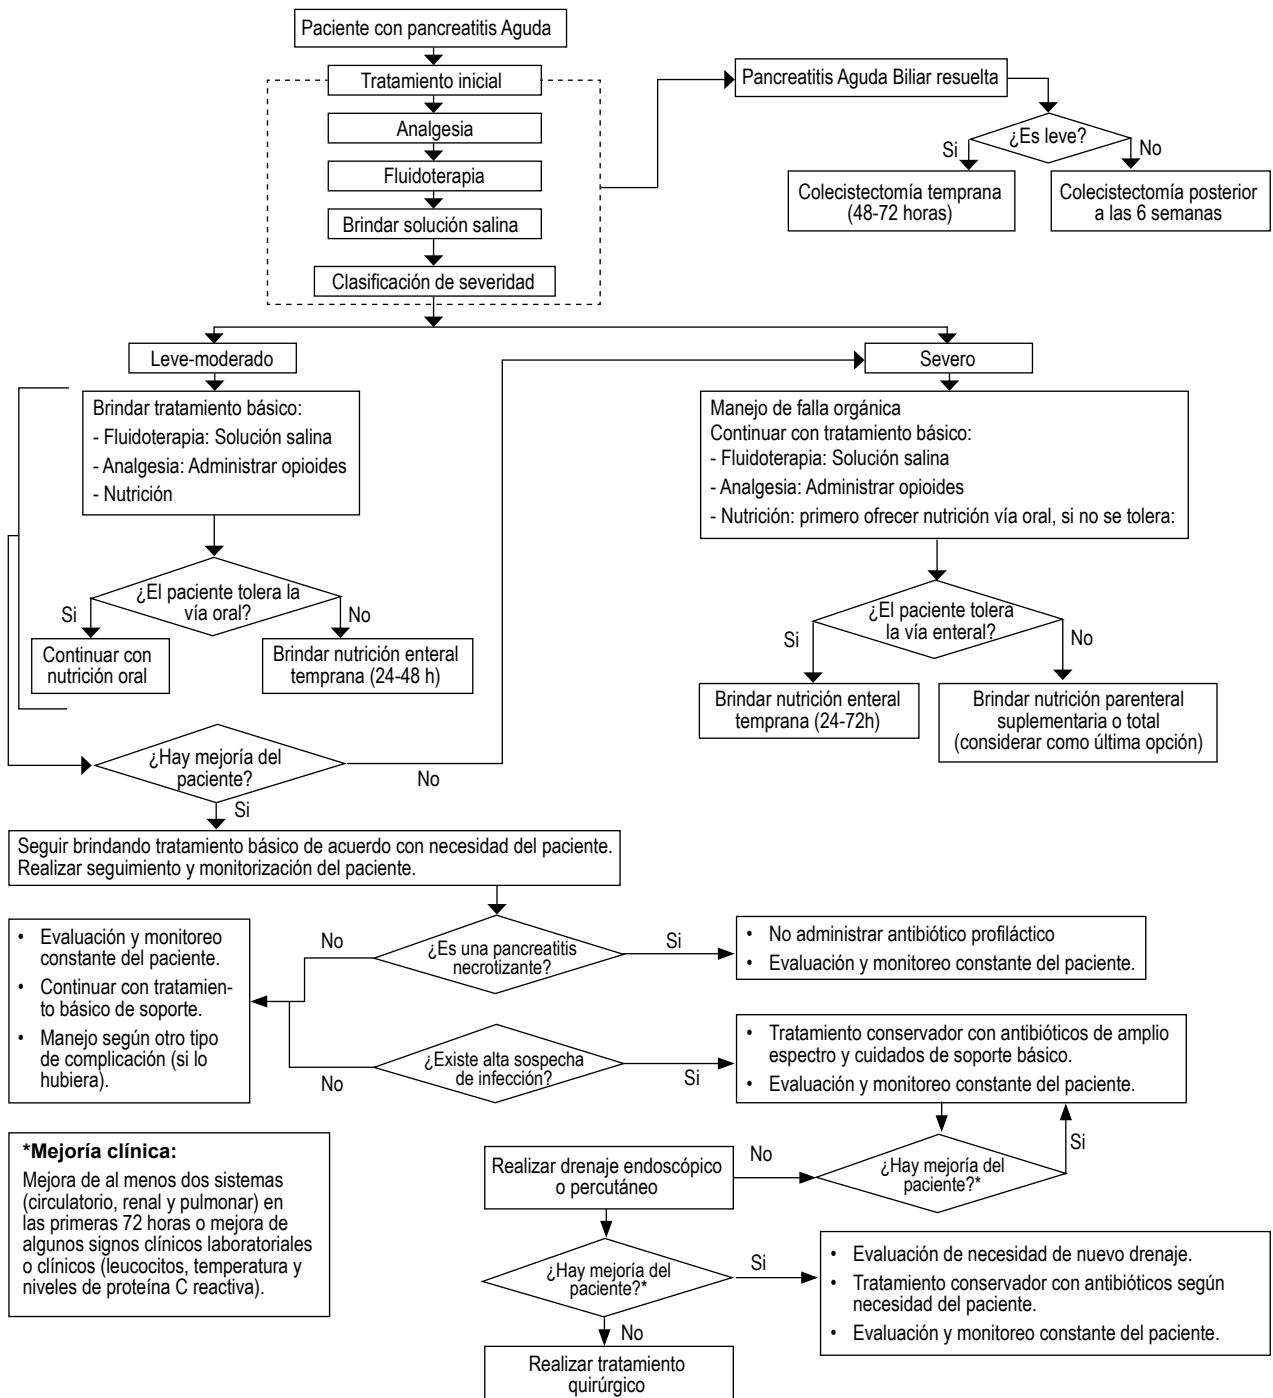 Paciente con pancreatitis Aguda
Tratamiento inicial
Analgesia
Fluidoterapia
Brindar solución salina
Clasificación de severidad
Pancreatitis Aguda Biliar resuelta
¿Es leve?
Si
No
Colecistectomía temprana
(48-72 horas)
Colecistectomía posterior
a las 6 semanas
Leve-moderado
Severo
Brindar tratamiento básico:
- Fluidoterapia: Solución salina
- Analgesia: Administrar opioides
- Nutrición
¿El paciente tolera la
vía oral?
Si
No
Continuar con
nutrición oral
Brindar nutrición enteral
temprana (24-48 h)
Manejo de falla orgánica
Continuar con tratamiento básico:
- Fluidoterapia: Solución salina
- Analgesia: Administrar opioides
- Nutrición: primero ofrecer nutrición vía oral, si no se tolera:
¿El paciente tolera
la vía enteral?
Si
No
Brindar nutrición enteral
temprana (24-72h)
Brindar nutrición parenteral
suplementaria o total
(considerar como última opción)
¿Hay mejoría del
paciente?
No
Si
Seguir brindando tratamiento básico de acuerdo con necesidad del paciente.
Realizar seguimiento y monitorización del paciente.
¿Es una pancreatitis
necrotizante?
No
Si
• Evaluación y monitoreo
constante del paciente.
• Continuar con tratamien-
to básico de soporte.
• Manejo según otro tipo
de complicación (si lo
hubiera).
• No administrar antibiótico profiláctico
• Evaluación y monitoreo constante del paciente.
¿Existe alta sospecha
de infección?
No
Si
• Tratamiento conservador con antibióticos de amplio
espectro y cuidados de soporte básico.
• Evaluación y monitoreo constante del paciente.
¿Hay mejoría del
paciente?*
No
Si
Realizar drenaje endoscópico
o percutáneo
¿Hay mejoría del
paciente?*
Si
No
• Evaluación de necesidad de nuevo drenaje.
• Tratamiento conservador con antibióticos según
necesidad del paciente.
• Evaluación y monitoreo constante del paciente.
Realizar tratamiento
quirúrgico
*Mejoría clínica:
Mejora de al menos dos sistemas
(circulatorio, renal y pulmonar) en
las primeras 72 horas o mejora de
algunos signos clínicos laboratoriales
o clínicos (leucocitos, temperatura y
niveles de proteína C reactiva).